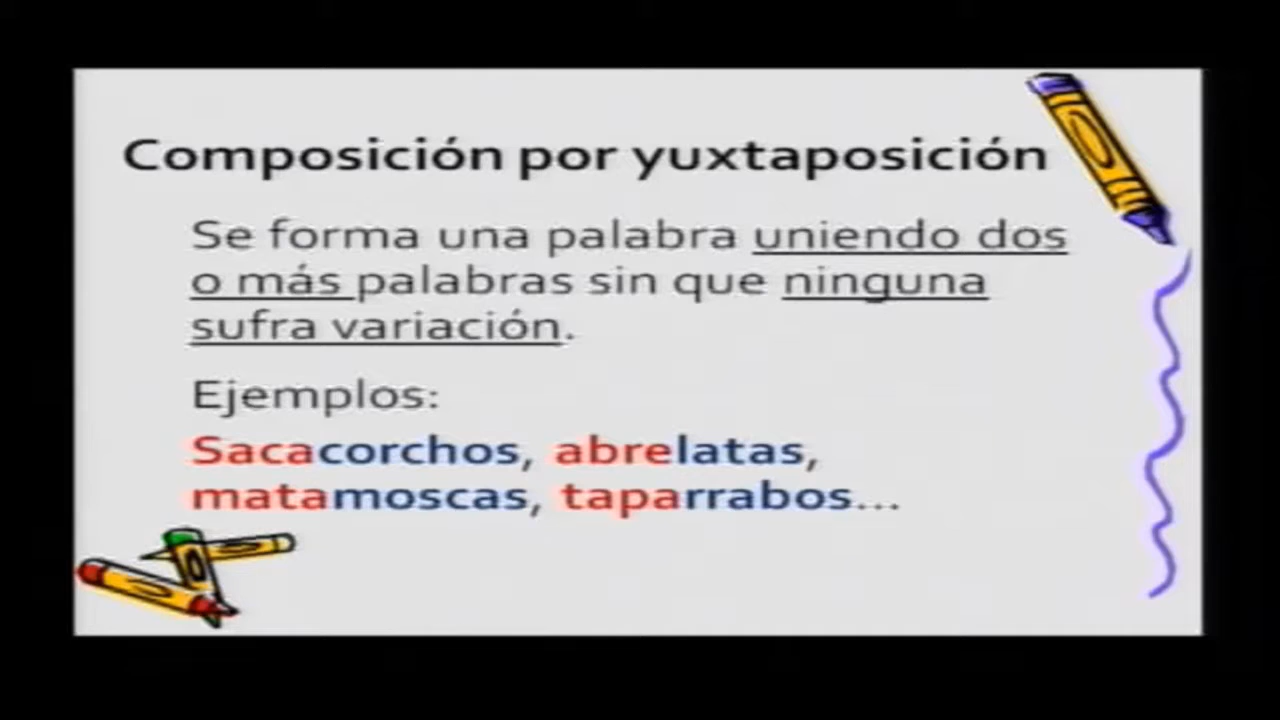 Composición por yuxtaposición
Se forma una palabra uniendo dos
o más palabras sin que ninguna
sufra variación.
Ejemplos:
Sacacorchos, abrelatas,
matamoscas, taparrabos...